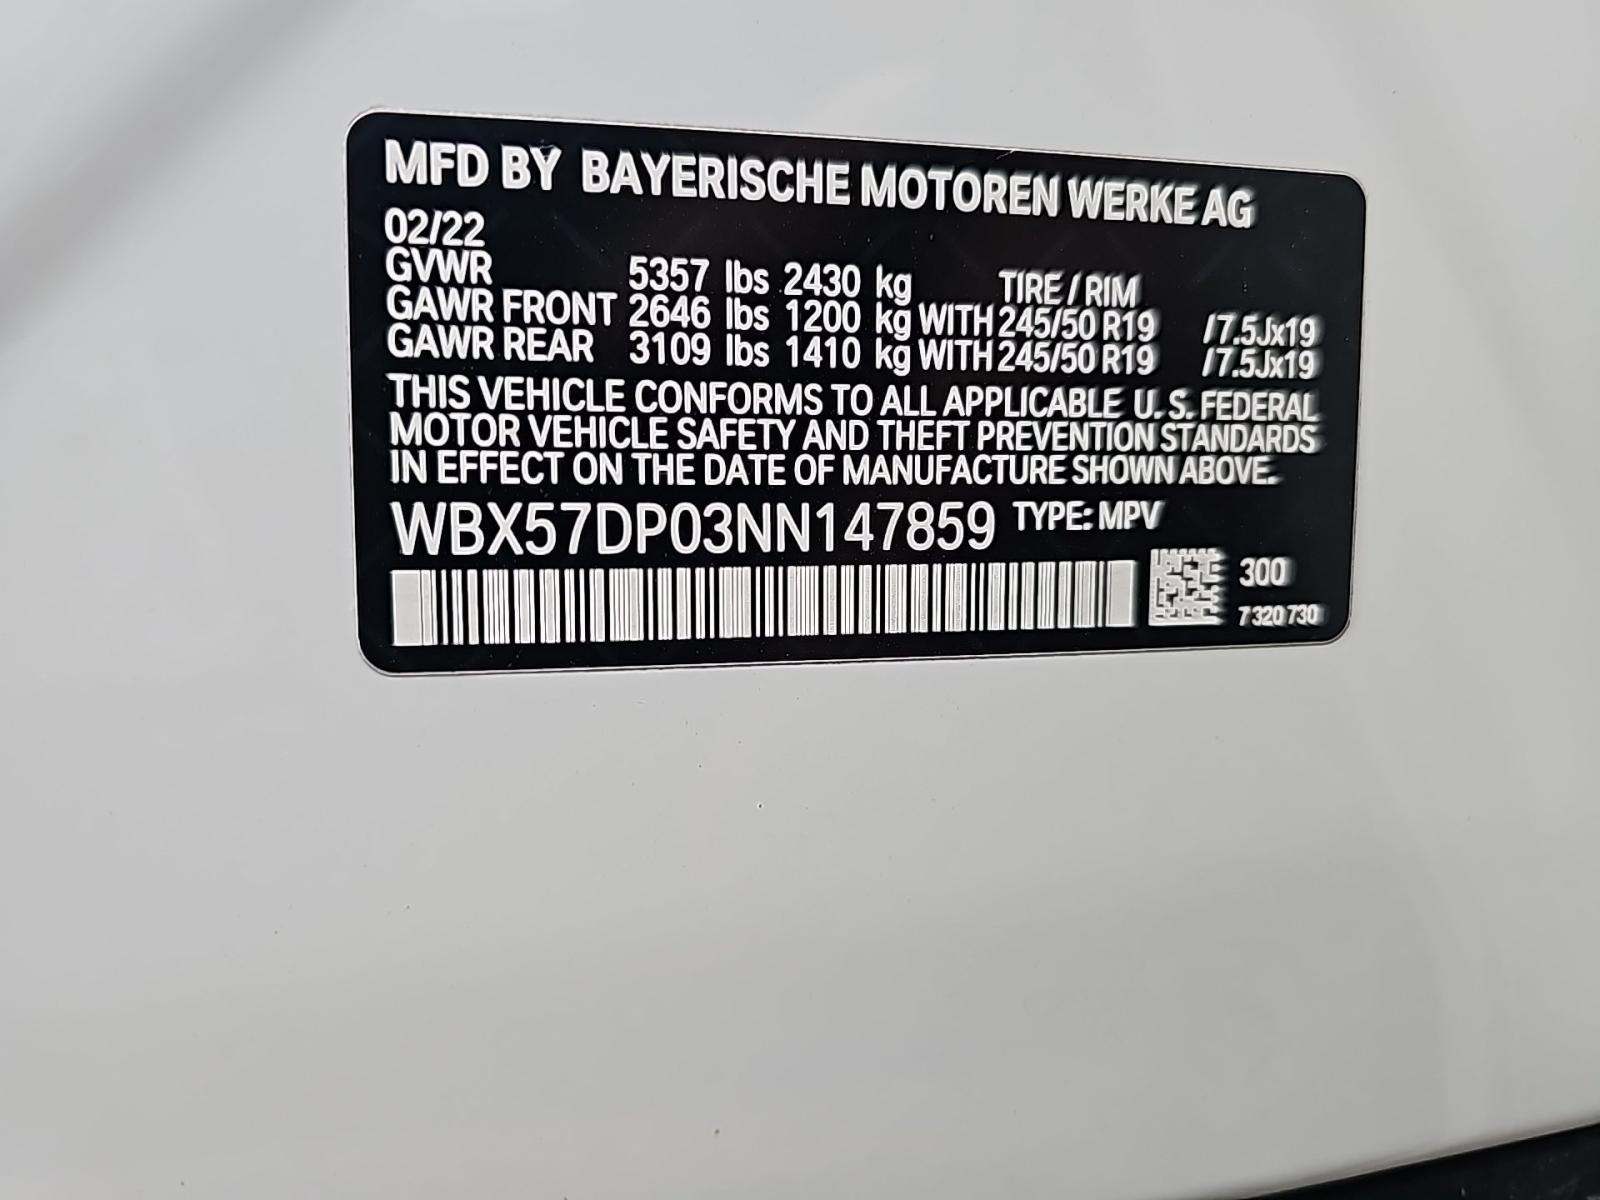 MFD BY BAYERISCHE MOTOREN WERKE AG
02/22
GVWR 5357 lbs 2430 kg TIRE / RIM
GAWR FRONT 2646 lbs 1200 kg WITH 245/50 R19 /7.5Jx19
GAWR REAR 3109 lbs 1410 kg WITH 245/50 R19 /7.5Jx19
THIS VEHICLE CONFORMS TO ALL APPLICABLE U.S. FEDERAL
MOTOR VEHICLE SAFETY AND THEFT PREVENTION STANDARDS
IN EFFECT ON THE DATE OF MANUFACTURE SHOWN ABOVE.
WBX57DP03NN147859 TYPE: MPV
300
7 320 730